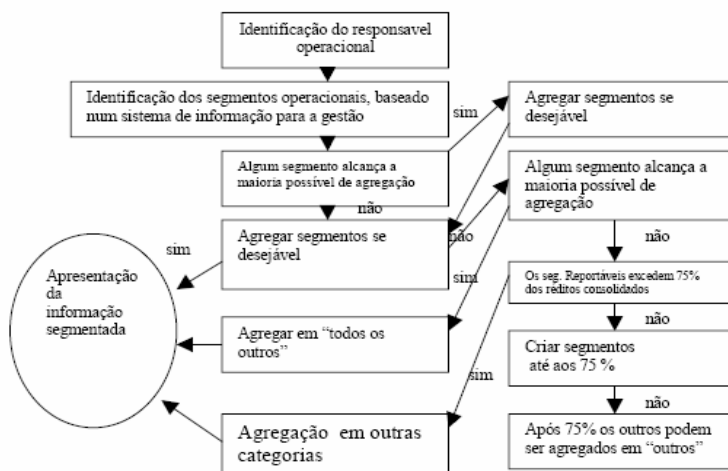 Identificação do responsavel
operacional
Identificação dos segmentos operacionais, baseado
num sistema de informação para a gestão
sim
Agregar segmentos se
desejável
Algum segmento alcança a
maioria possível de agregação
Algum segmento alcança a
maioria possível de
agregação
não
Agregar segmentos se
desejável
não
não
sim
sim
Apresentação
da
informação
segmentada
Os seg. Reportáveis excedem 75%
dos réditos consolidados
não
Agregar em “todos os
outros”
Criar segmentos
até aos 75 %
sim
não
Agregação em outras
categorias
Após 75% os outros podem
ser agregados em “outros”